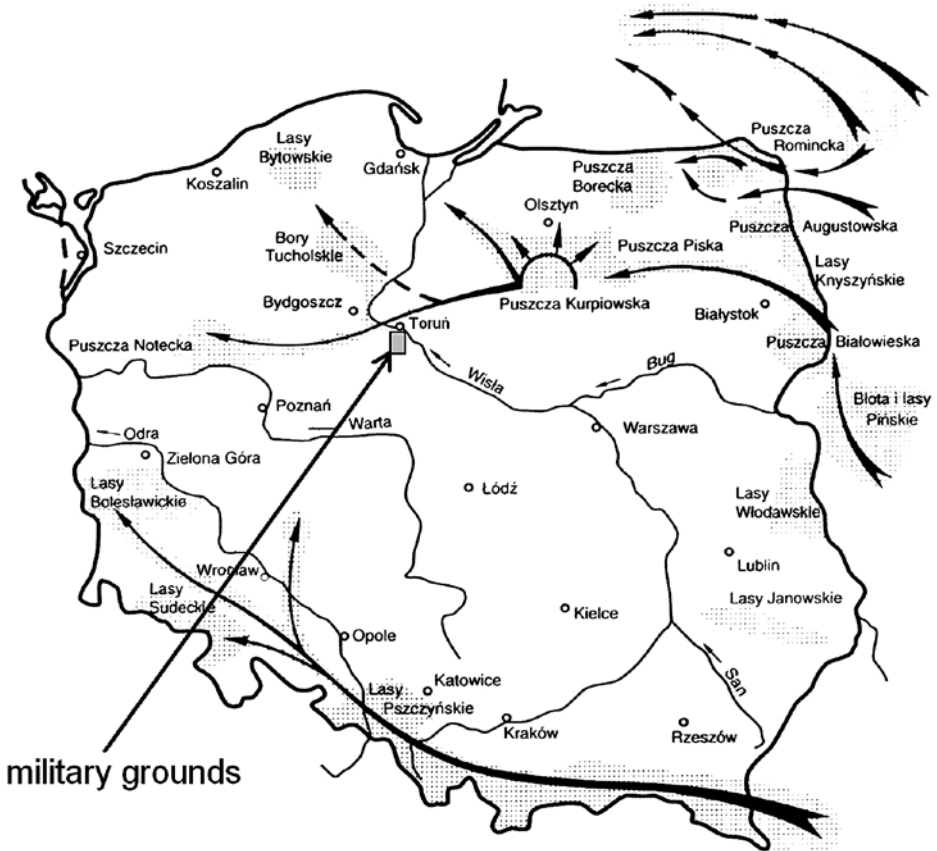 Puszcza
Romincka
Lasy
Bytowskie
Gdańsk
Koszalin
Puszcza
Borecka
Olsztyn
Puszcza Augustowska
Bory
Tucholskie
Puszcza Piska
Szczecin
Lasy
Knyszyńskie
Bydgoszcz
Puszcza Kurpiowska
Białystok
Toruń
Puszcza Notecka
Puszcza Białowieska
Wisła
Bug
Błota i lasy
Pińskie
Poznań
Warta
Warszawa
Odra
Zielona Góra
Łódź
Lasy
Bolesławickie
Lasy
Włodawskie
Wrocław
Lublin
Lasy
Sudeckie
Kielce
Lasy Janowskie
Opole
San
Katowice
Lasy
Pszczyńskie
Kraków
Rzeszów
military grounds